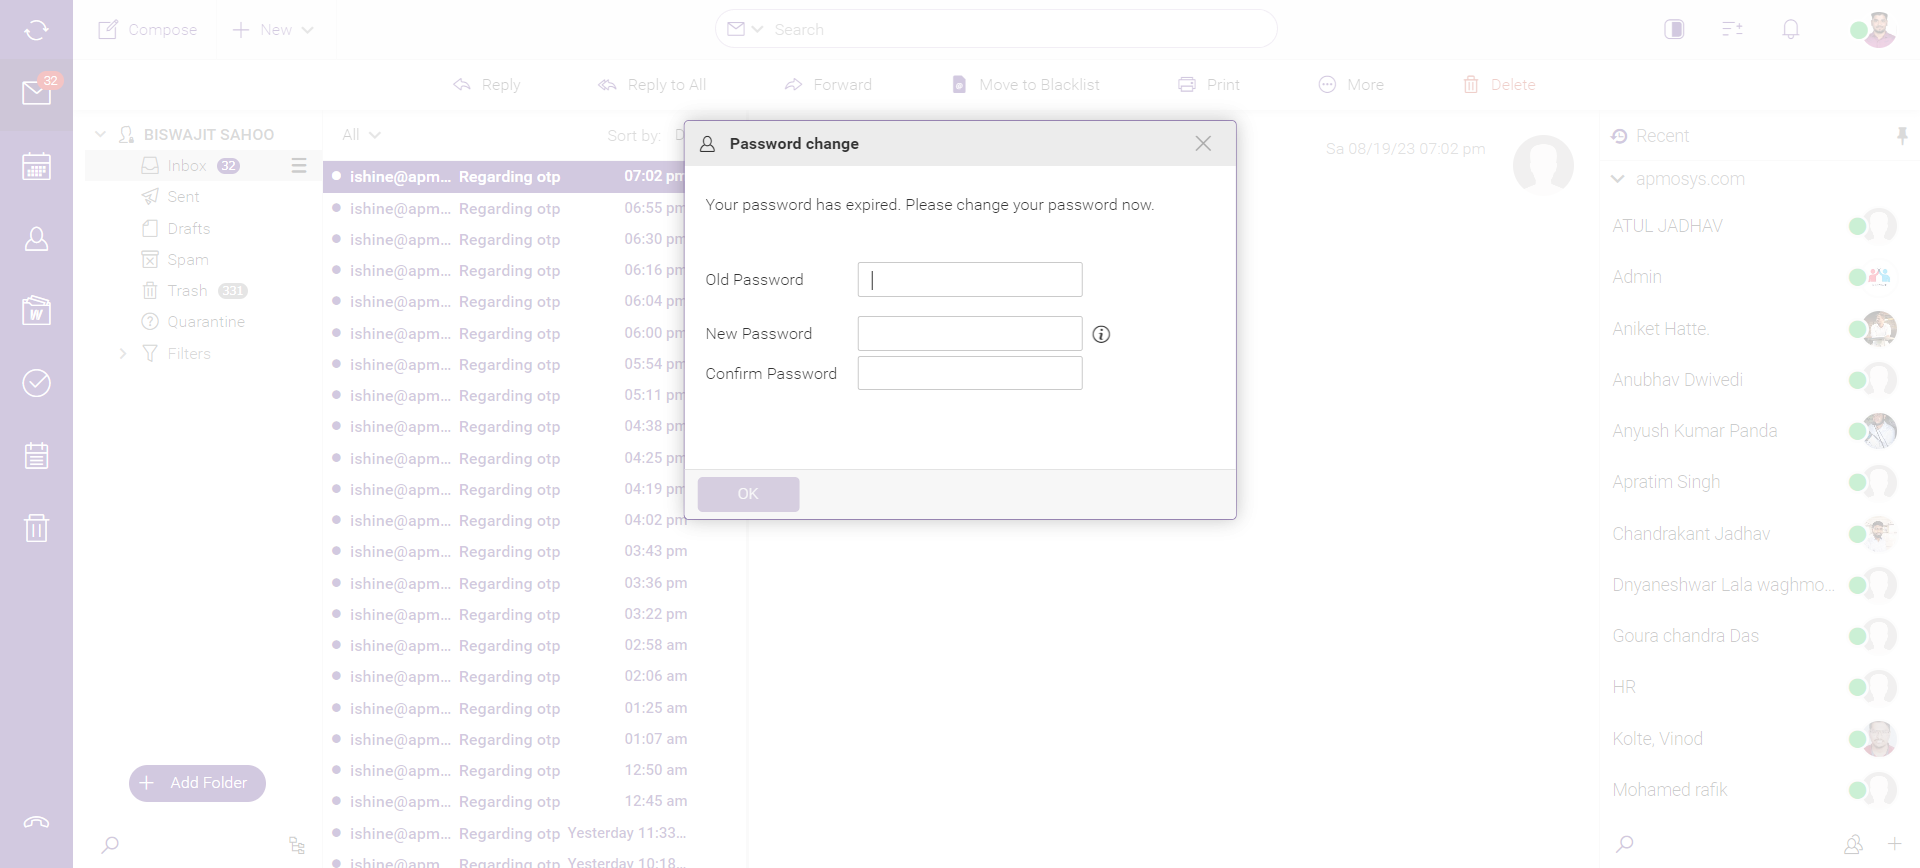 Compose
New
Search
32
Reply
Reply to All
Forward
Move to Blacklist
Print
More
Delete
BISWAJIT SAHOO
Inbox 32
Sent
Drafts
Spam
Trash 331
Quarantine
Filters
Add Folder
All
Sort by: D
ishine@apm... Regarding otp 07:02 pm
ishine@apm... Regarding otp 06:55 pm
ishine@apm... Regarding otp 06:30 pm
ishine@apm... Regarding otp 06:16 pm
ishine@apm... Regarding otp 06:04 pm
ishine@apm... Regarding otp 06:00 pm
ishine@apm... Regarding otp 05:54 pm
ishine@apm... Regarding otp 05:11 pm
ishine@apm... Regarding otp 04:38 pm
ishine@apm... Regarding otp 04:25 pm
ishine@apm... Regarding otp 04:19 pm
ishine@apm... Regarding otp 04:02 pm
ishine@apm... Regarding otp 03:43 pm
ishine@apm... Regarding otp 03:36 pm
ishine@apm... Regarding otp 03:22 pm
ishine@apm... Regarding otp 02:58 am
ishine@apm... Regarding otp 02:06 am
ishine@apm... Regarding otp 01:25 am
ishine@apm... Regarding otp 01:07 am
ishine@apm... Regarding otp 12:50 am
ishine@apm... Regarding otp 12:45 am
ishine@apm... Regarding otp Yesterday 11:33...
ishine@apm... Regarding otp Yesterday 10:18...
Password change
Your password has expired. Please change your password now.
Old Password
New Password
Confirm Password
OK
Sa 08/19/23 07:02 pm
Recent
apmosys.com
ATUL JADHAV
Admin
Aniket Hatte.
Anubhav Dwivedi
Anyush Kumar Panda
Apratim Singh
Chandrakant Jadhav
Dnyaneshwar Lala waghmo...
Goura chandra Das
HR
Kolte, Vinod
Mohamed rafik